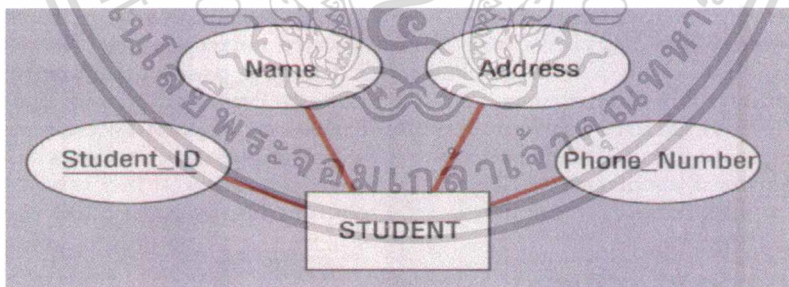 Name
Address
Student_ID
Phone_Number
STUDENT